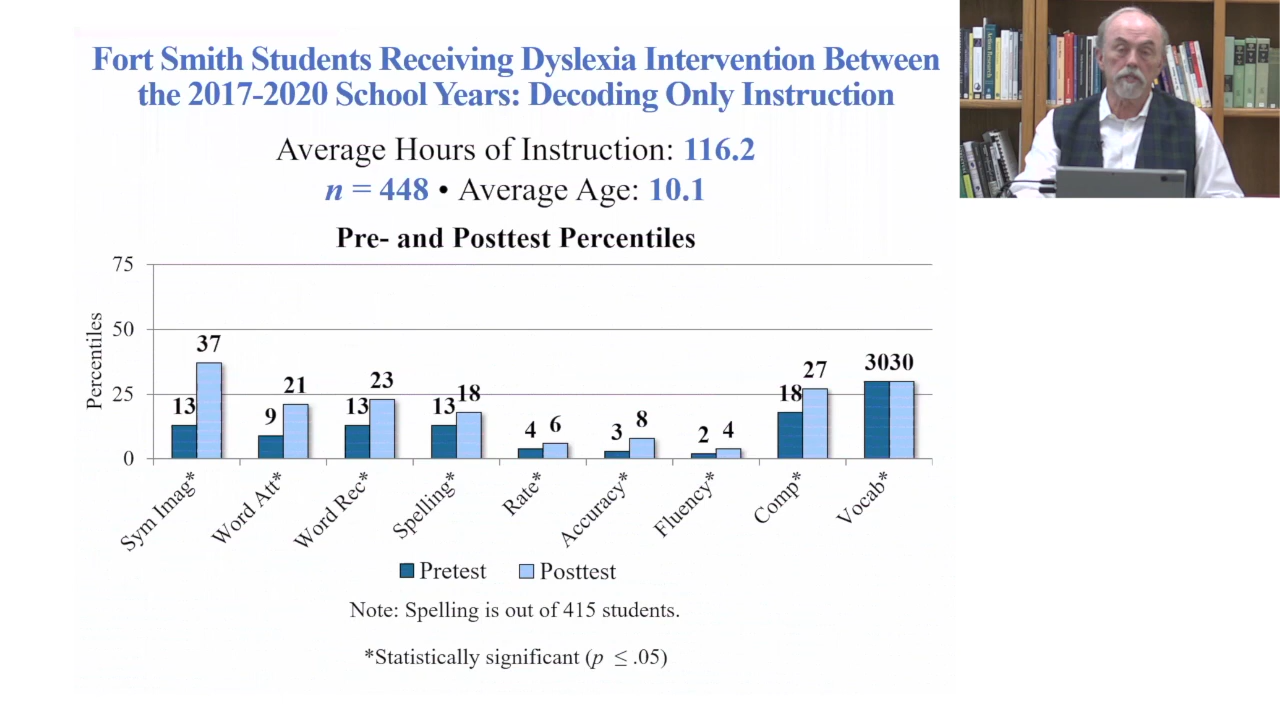 Fort Smith Students Receiving Dyslexia Intervention Between
the 2017-2020 School Years: Decoding Only Instruction
Average Hours of Instruction: 116.2
n = 448 • Average Age: 10.1
Pre- and Posttest Percentiles
Percentiles
75
50
25
0
13 37
9 21
13 23
13 18
4 6
3 8
2 4
18 27
30 30
Sym Imag*
Word Att*
Word Rec*
Spelling*
Rate*
Accuracy*
Fluency*
Comp*
Vocab*
Pretest Posttest
Note: Spelling is out of 415 students.
*Statistically significant (p ≤ .05)